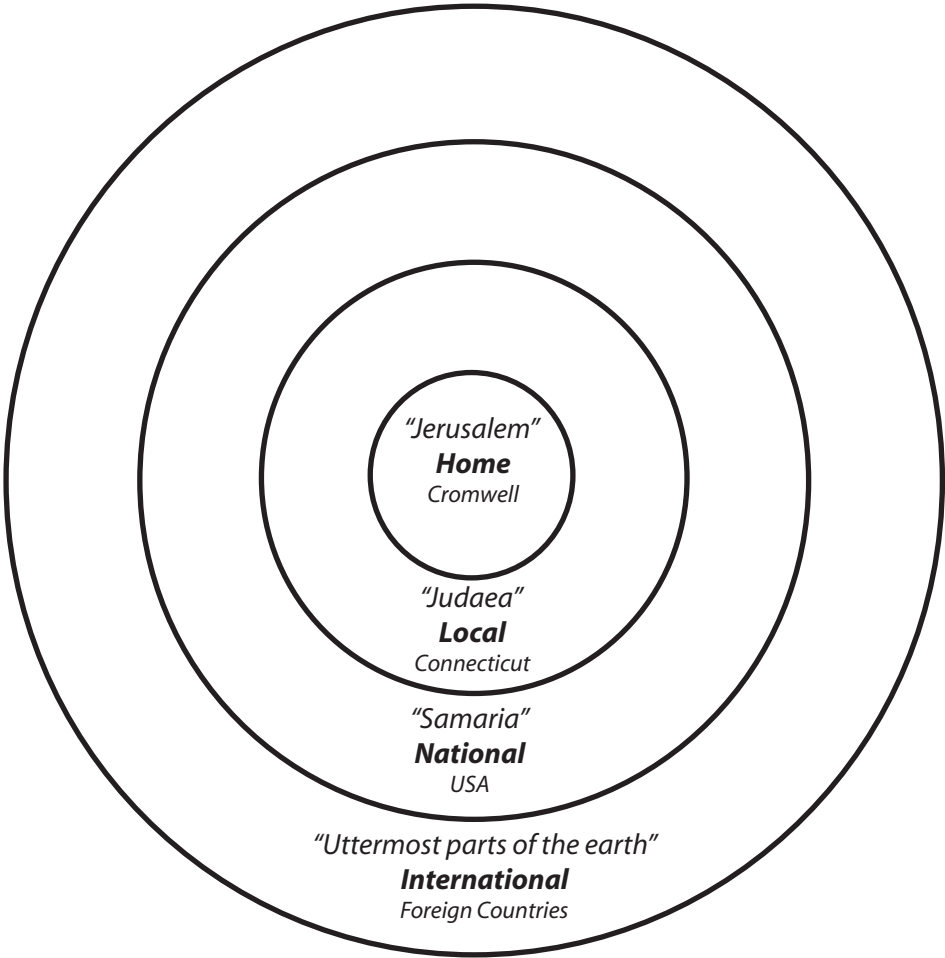 “Jerusalem”
Home
Cromwell
“Judaea”
Local
Connecticut
“Samaria”
National
USA
“Uttermost parts of the earth”
International
Foreign Countries